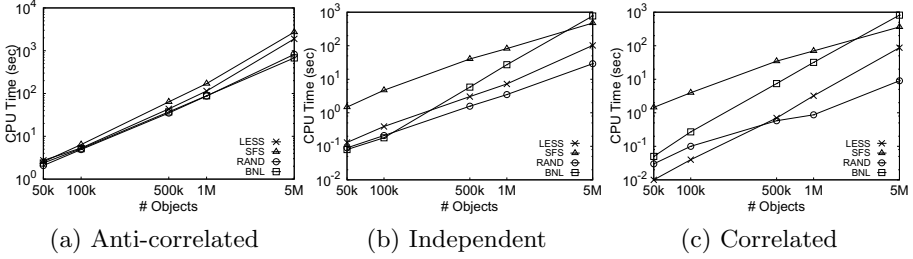 CPU Time (sec)
10^4
10^3
10^2
10^1
10^0
LESS
SFS
RAND
BNL
50k 100k 500k 1M 5M
# Objects
(a) Anti-correlated
CPU Time (sec)
10^3
10^2
10^1
10^0
10^-1
10^-2
LESS
SFS
RAND
BNL
50k 100k 500k 1M 5M
# Objects
(b) Independent
CPU Time (sec)
10^3
10^2
10^1
10^0
10^-1
10^-2
LESS
SFS
RAND
BNL
50k 100k 500k 1M 5M
# Objects
(c) Correlated